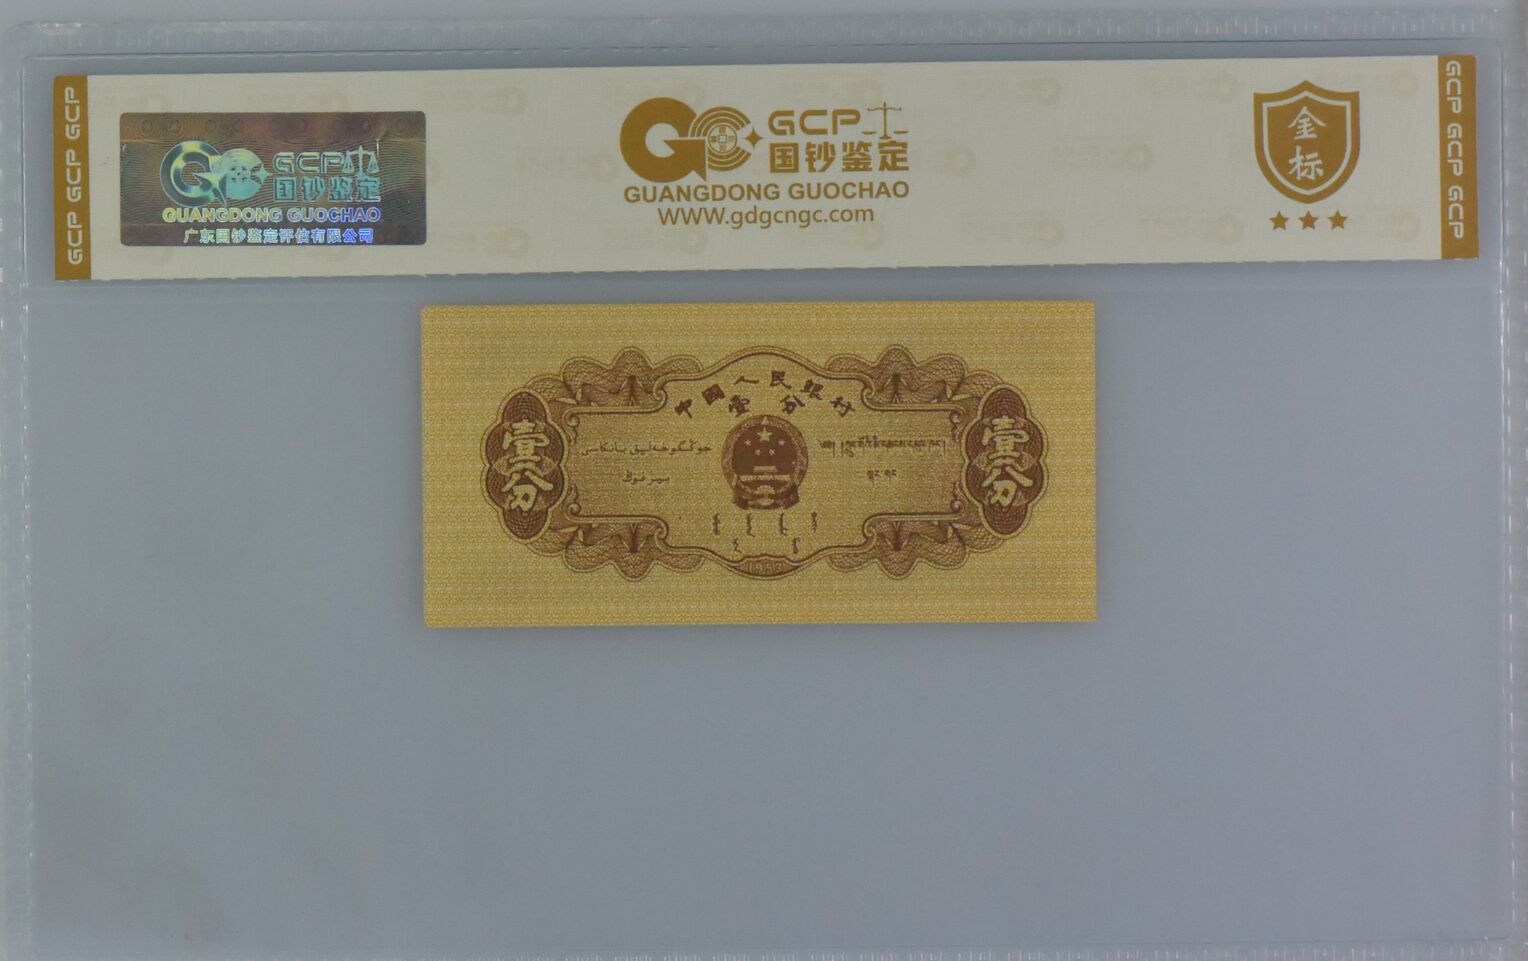 GCP GCP GCP
GCP
国钞鉴定
GUANGDONG GUOCHAO
广东国钞鉴定评估有限公司
GCP
国钞鉴定
GUANGDONG GUOCHAO
WWW.gdgcngc.com
金
标
GCP GCP GCP
中国人民银行
壹分
壹分
壹分
1953